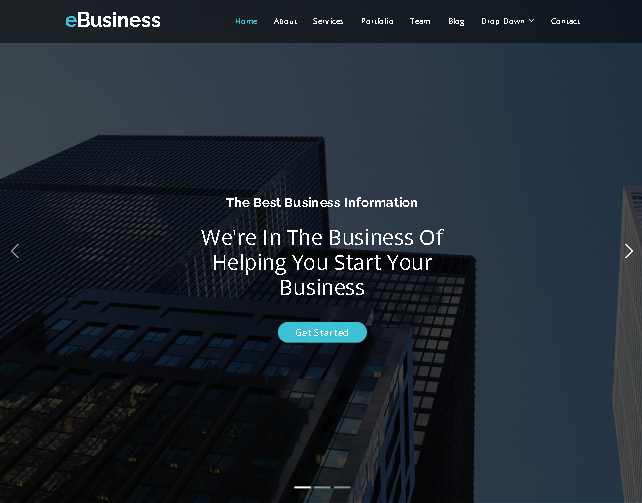 eBusiness
Home About Services Portfolio Team Blog Drop Down Contact
The Best Business Information
We're In The Business Of
Helping You Start Your
Business
Get Started